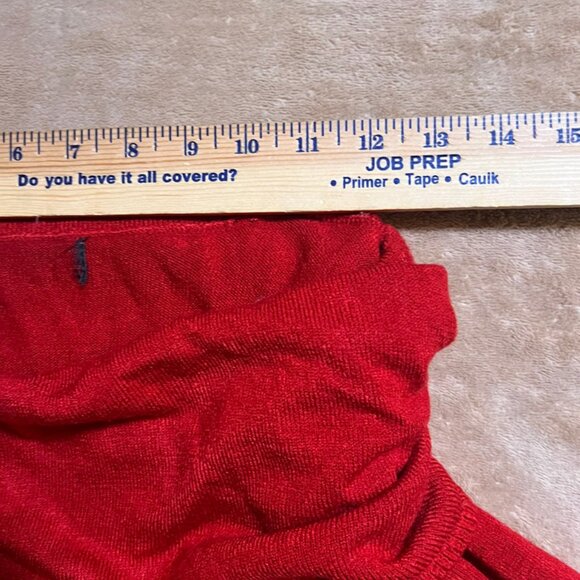 6 7 8 9 10 11 12 13 14 15
Do you have it all covered?
JOB PREP
• Primer • Tape • Caulk